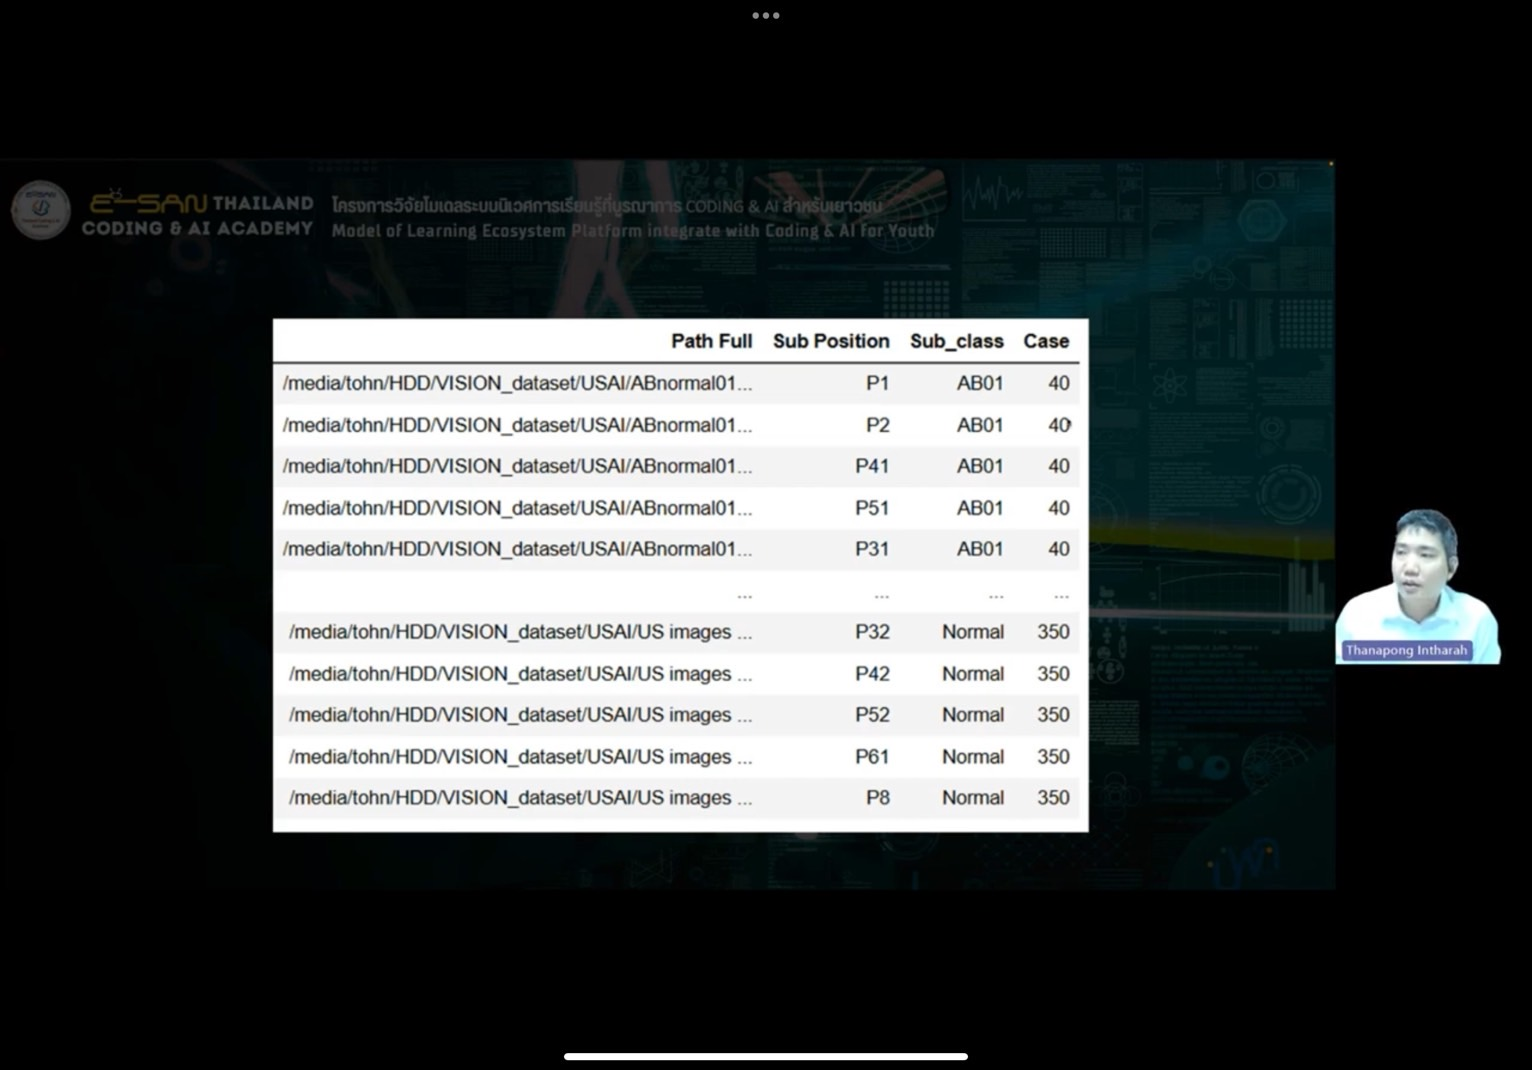 E-SAN THAILAND
CODING & AI ACADEMY
โครงการวิจัยโมเดลระบบนิเวศการเรียนรู้ที่บูรณาการ CODING & AI สำหรับเยาวชน
Model of Learning Ecosystem Platform integrate with Coding & AI for Youth
Path Full Sub Position Sub_class Case
/media/tohn/HDD/VISION_dataset/USAI/ABnormal01... P1 AB01 40
/media/tohn/HDD/VISION_dataset/USAI/ABnormal01... P2 AB01 40
/media/tohn/HDD/VISION_dataset/USAI/ABnormal01... P41 AB01 40
/media/tohn/HDD/VISION_dataset/USAI/ABnormal01... P51 AB01 40
/media/tohn/HDD/VISION_dataset/USAI/ABnormal01... P31 AB01 40
... ... ... ...
/media/tohn/HDD/VISION_dataset/USAI/US images ... P32 Normal 350
/media/tohn/HDD/VISION_dataset/USAI/US images ... P42 Normal 350
/media/tohn/HDD/VISION_dataset/USAI/US images ... P52 Normal 350
/media/tohn/HDD/VISION_dataset/USAI/US images ... P61 Normal 350
/media/tohn/HDD/VISION_dataset/USAI/US images ... P8 Normal 350
Thanapong Intharah